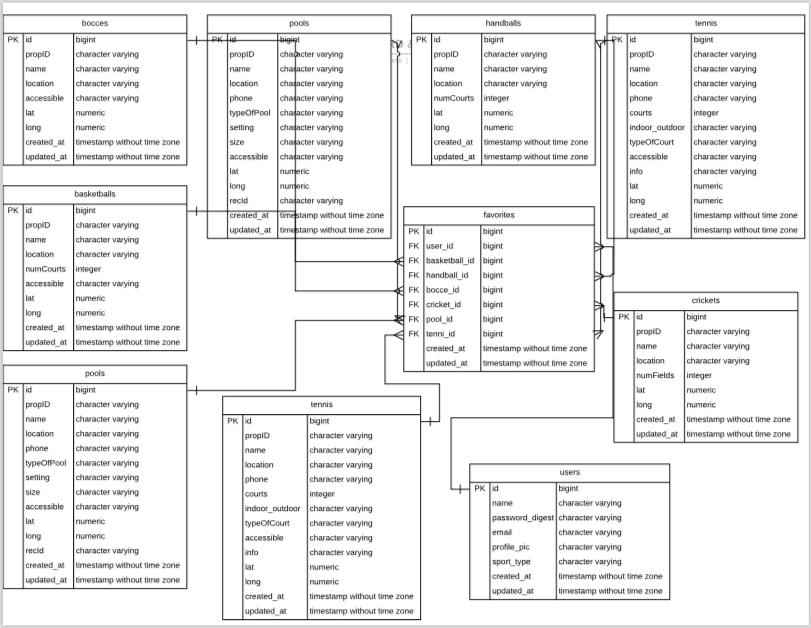 bocces
PK id bigint
propID character varying
name character varying
location character varying
accessible character varying
lat numeric
long numeric
created_at timestamp without time zone
updated_at timestamp without time zone
pools
PK id bigint
propID character varying
name character varying
location character varying
phone character varying
typeOfPool character varying
setting character varying
size character varying
accessible character varying
lat numeric
long numeric
recId character varying
created_at timestamp without time zone
updated_at timestamp without time zone
handballs
PK id bigint
propID character varying
name character varying
location character varying
numCourts integer
lat numeric
long numeric
created_at timestamp without time zone
updated_at timestamp without time zone
tennis
PK id bigint
propID character varying
name character varying
location character varying
phone character varying
courts integer
indoor_outdoor character varying
typeOfCourt character varying
accessible character varying
info character varying
lat numeric
long numeric
created_at timestamp without time zone
updated_at timestamp without time zone
basketballs
PK id bigint
propID character varying
name character varying
location character varying
numCourts integer
accessible character varying
lat numeric
long numeric
created_at timestamp without time zone
updated_at timestamp without time zone
favorites
PK id bigint
FK user_id bigint
FK basketball_id bigint
FK handball_id bigint
FK bocce_id bigint
FK cricket_id bigint
FK pool_id bigint
FK tenni_id bigint
created_at timestamp without time zone
updated_at timestamp without time zone
crickets
PK id bigint
propID character varying
name character varying
location character varying
numFields integer
lat numeric
long numeric
created_at timestamp without time zone
updated_at timestamp without time zone
pools
PK id bigint
propID character varying
name character varying
location character varying
phone character varying
typeOfPool character varying
setting character varying
size character varying
accessible character varying
lat numeric
long numeric
recId character varying
created_at timestamp without time zone
updated_at timestamp without time zone
tennis
PK id bigint
propID character varying
name character varying
location character varying
phone character varying
courts integer
indoor_outdoor character varying
typeOfCourt character varying
accessible character varying
info character varying
lat numeric
long numeric
created_at timestamp without time zone
updated_at timestamp without time zone
users
PK id bigint
name character varying
password_digest character varying
email character varying
profile_pic character varying
sport_type character varying
created_at timestamp without time zone
updated_at timestamp without time zone